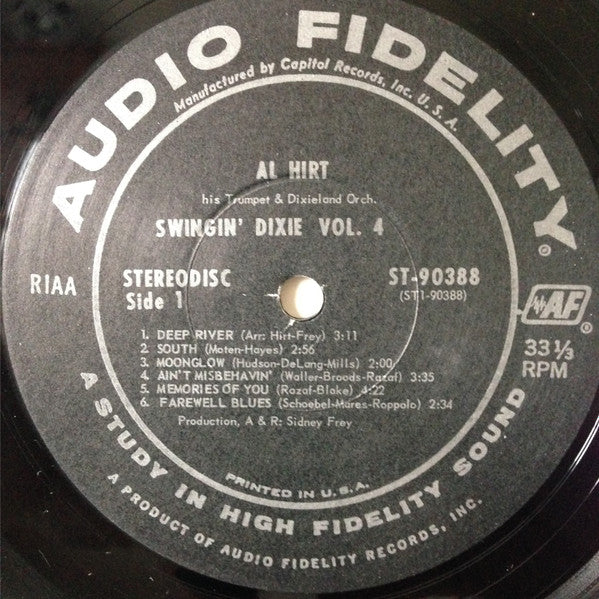 AUDIO FIDELITY®
Manufactured by Capitol Records, Inc. U. S. A.
AL HIRT
his Trumpet & Dixieland Orch.
SWINGIN' DIXIE VOL. 4
RIAA
STEREODISC
Side 1
ST-90388
(ST1-90388)
AF®
33 1/3
RPM
1. DEEP RIVER (Arr: Hirt-Frey) 3:11
2. SOUTH (Moten-Hayes) 2:56
3. MOONGLOW (Hudson-DeLang-Mills) 2:00
4. AIN'T MISBEHAVIN' (Waller-Broods-Razaf) 3:35
5. MEMORIES OF YOU (Razaf-Blake) 4:22
6. FAREWELL BLUES (Schoebel-Mares-Roppolo) 2:34
Production, A & R: Sidney Frey
PRINTED IN U.S.A.
A STUDY IN HIGH FIDELITY SOUND
A PRODUCT OF AUDIO FIDELITY RECORDS, INC.